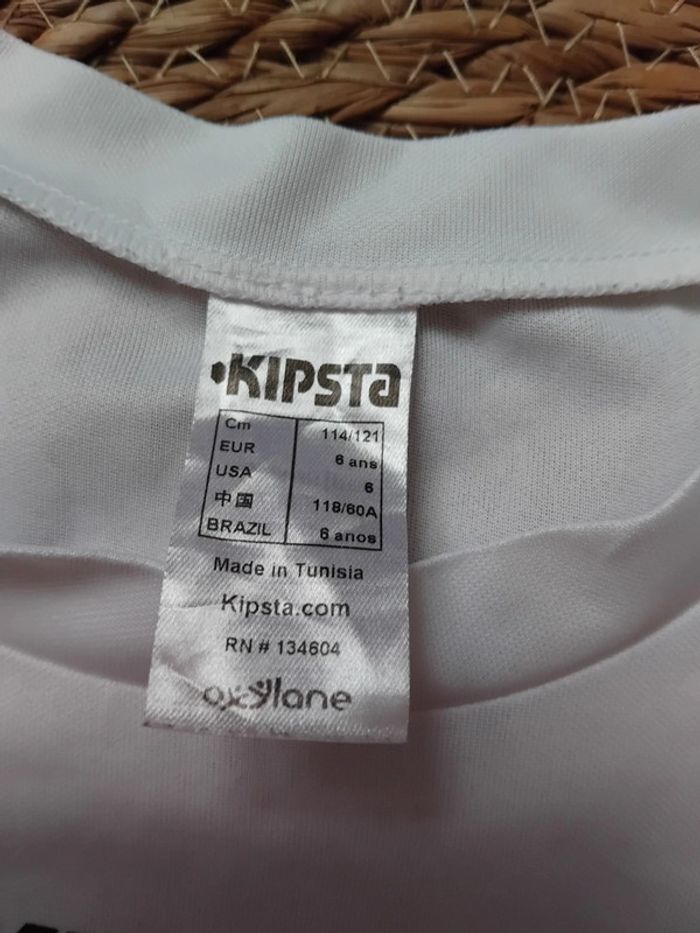 KIPSTA
Cm 114/121
EUR 6 ans
USA 6
中国 118/60A
BRAZIL 6 anos
Made in Tunisia
Kipsta.com
RN # 134604
oxylane